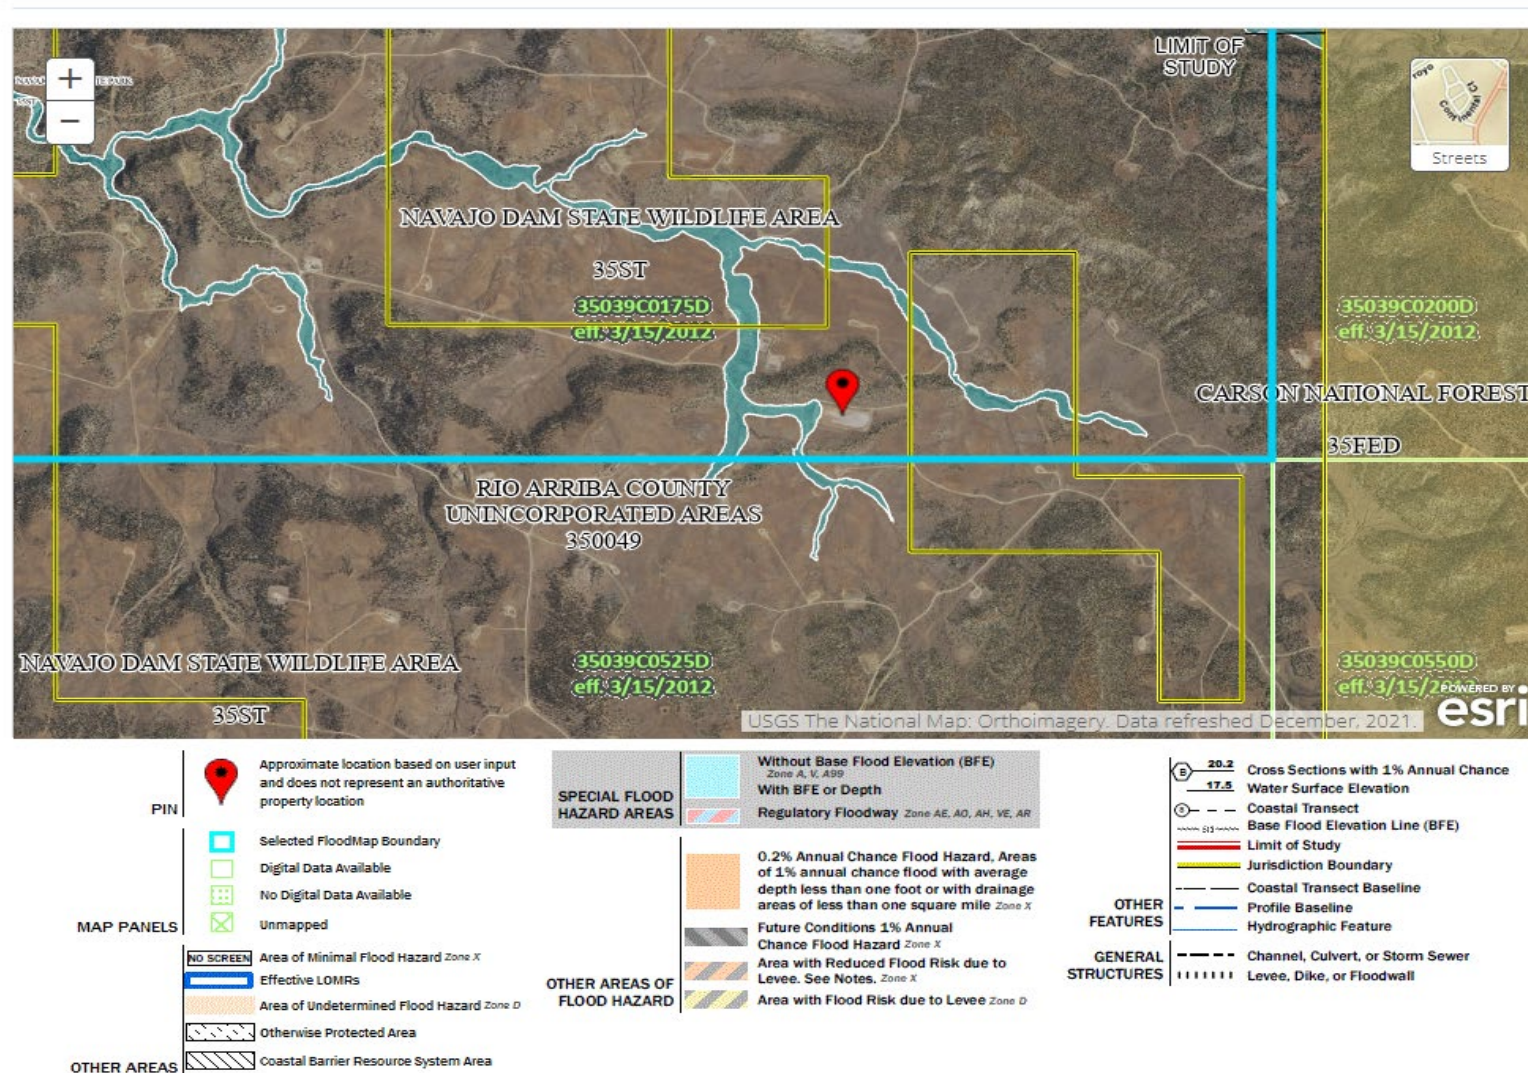 LIMIT OF
STUDY
+
−
Streets
NAVAJO DAM STATE WILDLIFE AREA
35ST
35039C0175D
eff. 3/15/2012
35039C0200D
eff. 3/15/2012
CARSON NATIONAL FOREST
35FED
RIO ARRIBA COUNTY
UNINCORPORATED AREAS
350049
NAVAJO DAM STATE WILDLIFE AREA
35ST
35039C0525D
eff. 3/15/2012
35039C0550D
eff. 3/15/2012
POWERED BY
esri
USGS The National Map: Orthoimagery. Data refreshed December, 2021.
PIN
Approximate location based on user input
and does not represent an authoritative
property location
MAP PANELS
Selected FloodMap Boundary
Digital Data Available
No Digital Data Available
Unmapped
OTHER AREAS
NO SCREEN Area of Minimal Flood Hazard Zone X
Effective LOMRs
Area of Undetermined Flood Hazard Zone D
Otherwise Protected Area
Coastal Barrier Resource System Area
SPECIAL FLOOD
HAZARD AREAS
Without Base Flood Elevation (BFE)
Zone A, V, A99
With BFE or Depth
Regulatory Floodway Zone AE, AO, AH, VE, AR
OTHER AREAS OF
FLOOD HAZARD
0.2% Annual Chance Flood Hazard, Areas
of 1% annual chance flood with average
depth less than one foot or with drainage
areas of less than one square mile Zone X
Future Conditions 1% Annual
Chance Flood Hazard Zone X
Area with Reduced Flood Risk due to
Levee. See Notes. Zone X
Area with Flood Risk due to Levee Zone D
OTHER
FEATURES
B 20.2 Cross Sections with 1% Annual Chance
17.5 Water Surface Elevation
8 Coastal Transect
513 Base Flood Elevation Line (BFE)
Limit of Study
Jurisdiction Boundary
Coastal Transect Baseline
Profile Baseline
Hydrographic Feature
GENERAL
STRUCTURES
Channel, Culvert, or Storm Sewer
Levee, Dike, or Floodwall